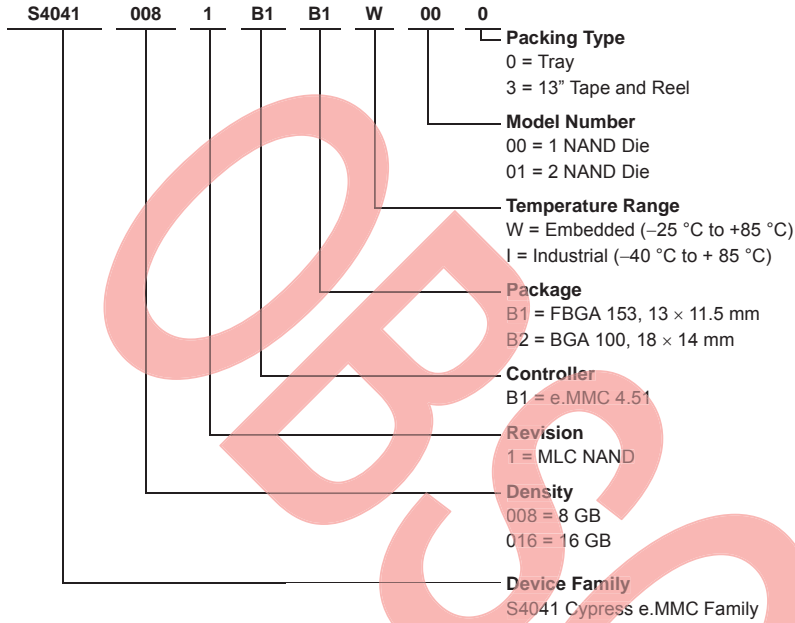 S4041 008 1 B1 B1 W 00 0
Packing Type
0 = Tray
3 = 13” Tape and Reel
Model Number
00 = 1 NAND Die
01 = 2 NAND Die
Temperature Range
W = Embedded (–25 °C to +85 °C)
I = Industrial (–40 °C to + 85 °C)
Package
B1 = FBGA 153, 13 × 11.5 mm
B2 = BGA 100, 18 × 14 mm
Controller
B1 = e.MMC 4.51
Revision
1 = MLC NAND
Density
008 = 8 GB
016 = 16 GB
Device Family
S4041 Cypress e.MMC Family
OBSO